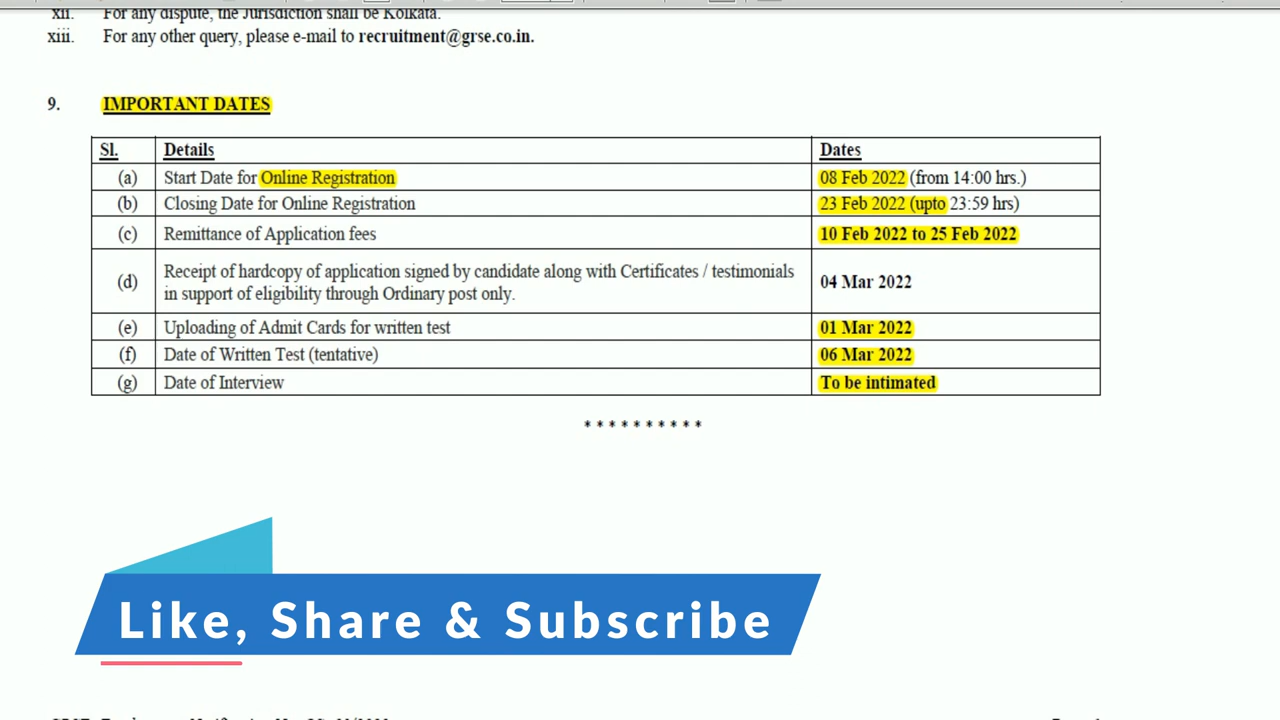 xii. For any dispute, the Jurisdiction shall be Kolkata.
xiii. For any other query, please e-mail to recruitment@grse.co.in.
9. IMPORTANT DATES
Sl. Details Dates
(a) Start Date for Online Registration 08 Feb 2022 (from 14:00 hrs.)
(b) Closing Date for Online Registration 23 Feb 2022 (upto 23:59 hrs)
(c) Remittance of Application fees 10 Feb 2022 to 25 Feb 2022
(d) Receipt of hardcopy of application signed by candidate along with Certificates / testimonials
in support of eligibility through Ordinary post only. 04 Mar 2022
(e) Uploading of Admit Cards for written test 01 Mar 2022
(f) Date of Written Test (tentative) 06 Mar 2022
(g) Date of Interview To be intimated
* * * * * * * * * *
Like, Share & Subscribe